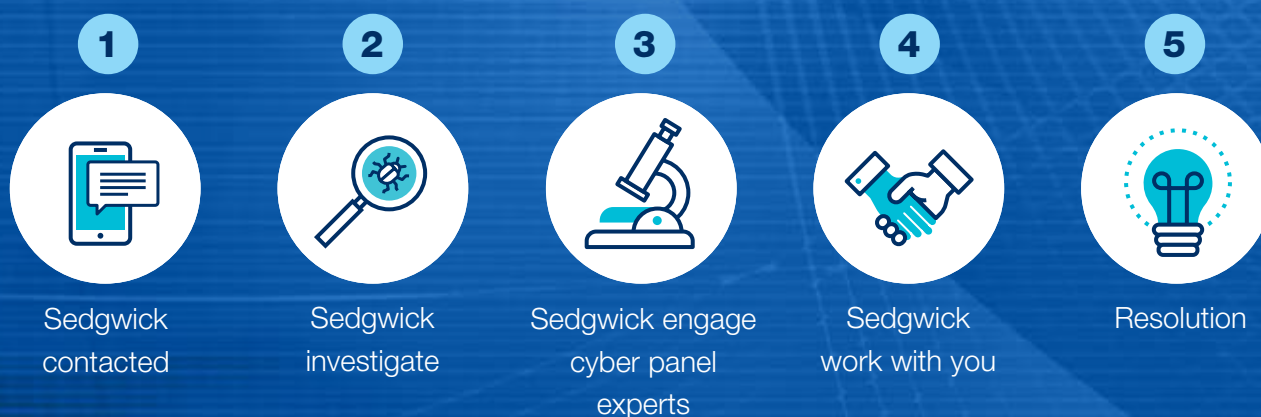 1
Sedgwick
contacted
2
Sedgwick
investigate
3
Sedgwick engage
cyber panel
experts
4
Sedgwick
work with you
5
Resolution